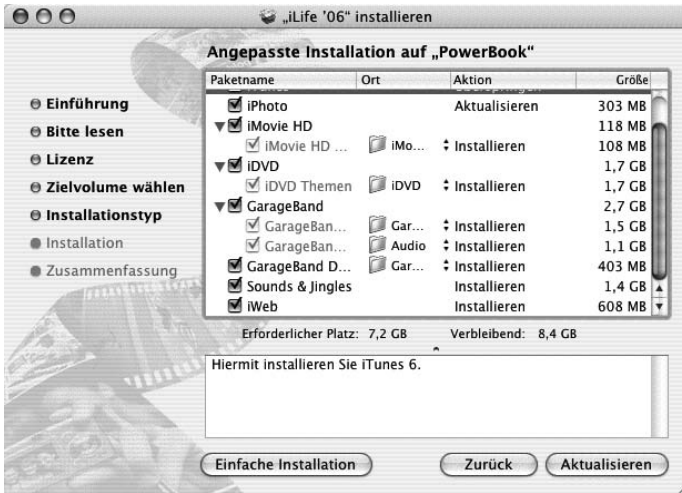 „iLife '06“ installieren
Angepasste Installation auf „PowerBook“
Einführung
Bitte lesen
Lizenz
Zielvolume wählen
Installationstyp
Installation
Zusammenfassung
Paketname Ort Aktion Größe
iPhoto Aktualisieren 303 MB
iMovie HD 118 MB
iMovie HD ... iMo... Installieren 108 MB
iDVD 1,7 GB
iDVD Themen iDVD Installieren 1,7 GB
GarageBand 2,7 GB
GarageBan... Gar... Installieren 1,5 GB
GarageBan... Audio Installieren 1,1 GB
GarageBand D... Gar... Installieren 403 MB
Sounds & Jingles Installieren 1,4 GB
iWeb Installieren 608 MB
Erforderlicher Platz: 7,2 GB Verbleibend: 8,4 GB
Hiermit installieren Sie iTunes 6.
Einfache Installation Zurück Aktualisieren